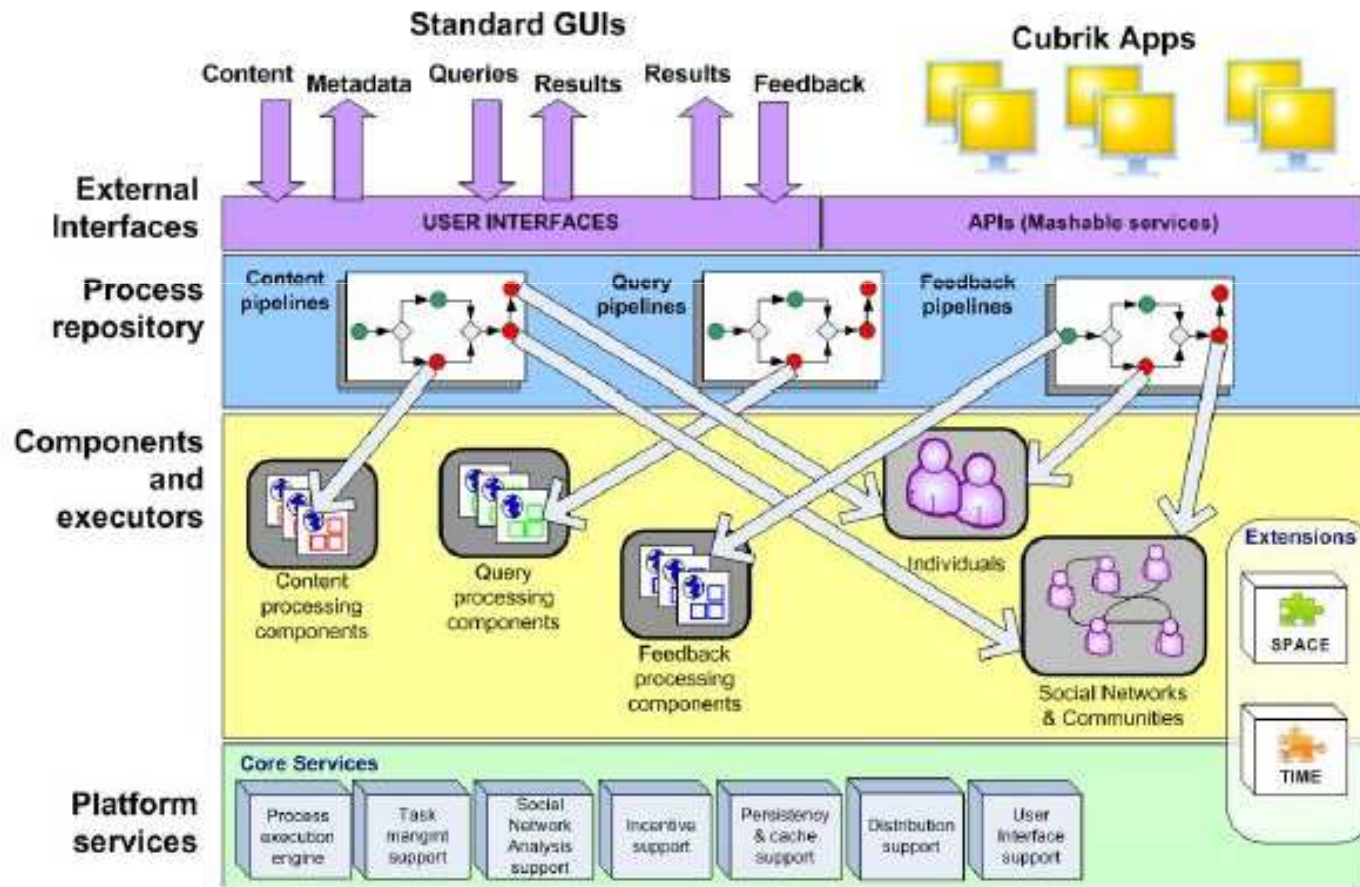 Standard GUIs
Cubrik Apps
Content
Metadata
Queries
Results
Results
Feedback
External
Interfaces
USER INTERFACES
APIs (Mashable services)
Process
repository
Content
pipelines
Query
pipelines
Feedback
pipelines
Components
and
executors
Content
processing
components
Query
processing
components
Feedback
processing
components
Individuals
Social Networks
& Communities
Extensions
SPACE
TIME
Platform
services
Core Services
Process
execution
engine
Task
mangmt
support
Social
Network
Analysis
support
Incentive
support
Persistency
& cache
support
Distribution
support
User
Interface
support